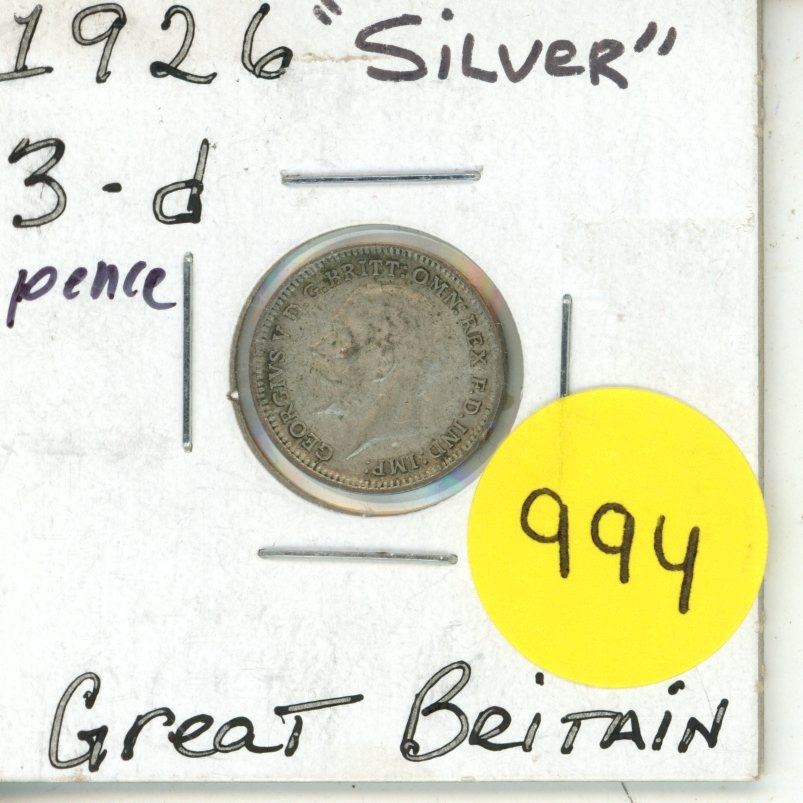 1926 "SILVER"
3-d
pence
GEORGIVS V D.G.BRITT:OMN:REX F.D.IND:IMP:
994
Great Britain